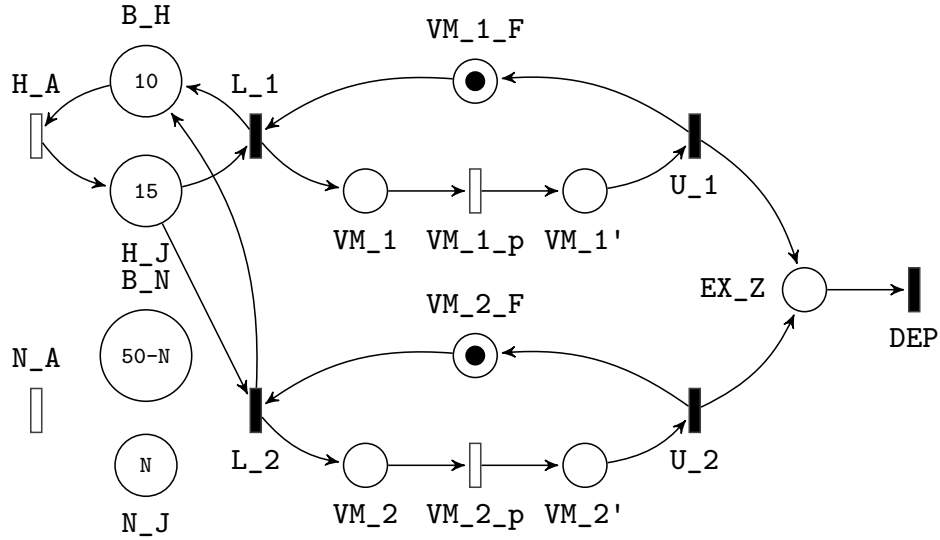 B_H
VM_1_F
H_A
10
L_1
15
U_1
VM_1
VM_1_p
VM_1'
H_J
B_N
EX_Z
VM_2_F
DEP
N_A
50-N
L_2
U_2
N
VM_2
VM_2_p
VM_2'
N_J